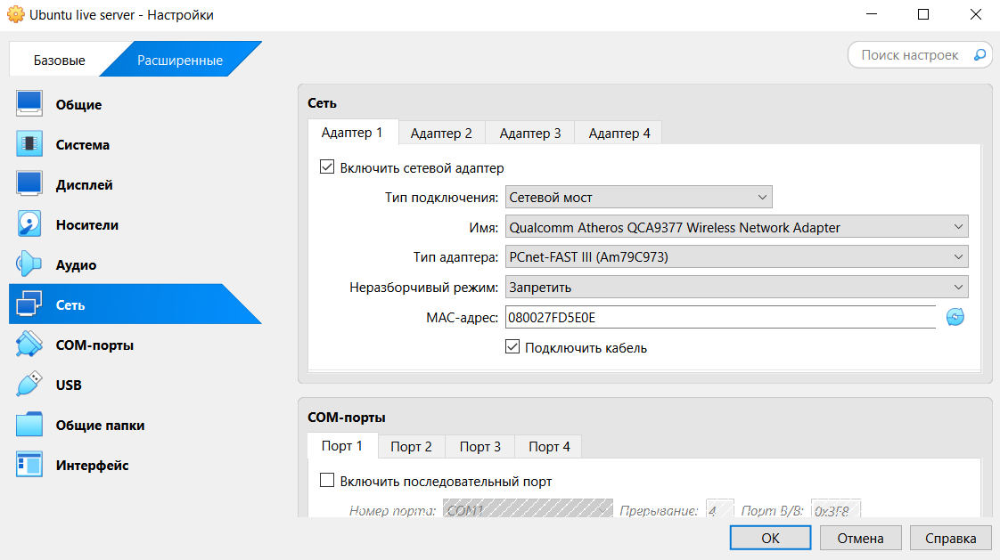 Ubuntu live server - Настройки
Базовые
Расширенные
Поиск настроек
Общие
Система
Дисплей
Носители
Аудио
Сеть
COM-порты
USB
Общие папки
Интерфейс
Сеть
Адаптер 1 Адаптер 2 Адаптер 3 Адаптер 4
Включить сетевой адаптер
Тип подключения: Сетевой мост
Имя: Qualcomm Atheros QCA9377 Wireless Network Adapter
Тип адаптера: PCnet-FAST III (Am79C973)
Неразборчивый режим: Запретить
MAC-адрес: 080027FD5E0E
Подключить кабель
COM-порты
Порт 1 Порт 2 Порт 3 Порт 4
Включить последовательный порт
Номер порта: COM1 Прерывание: 4 Порт В/В: 0x3F8
OK Отмена Справка